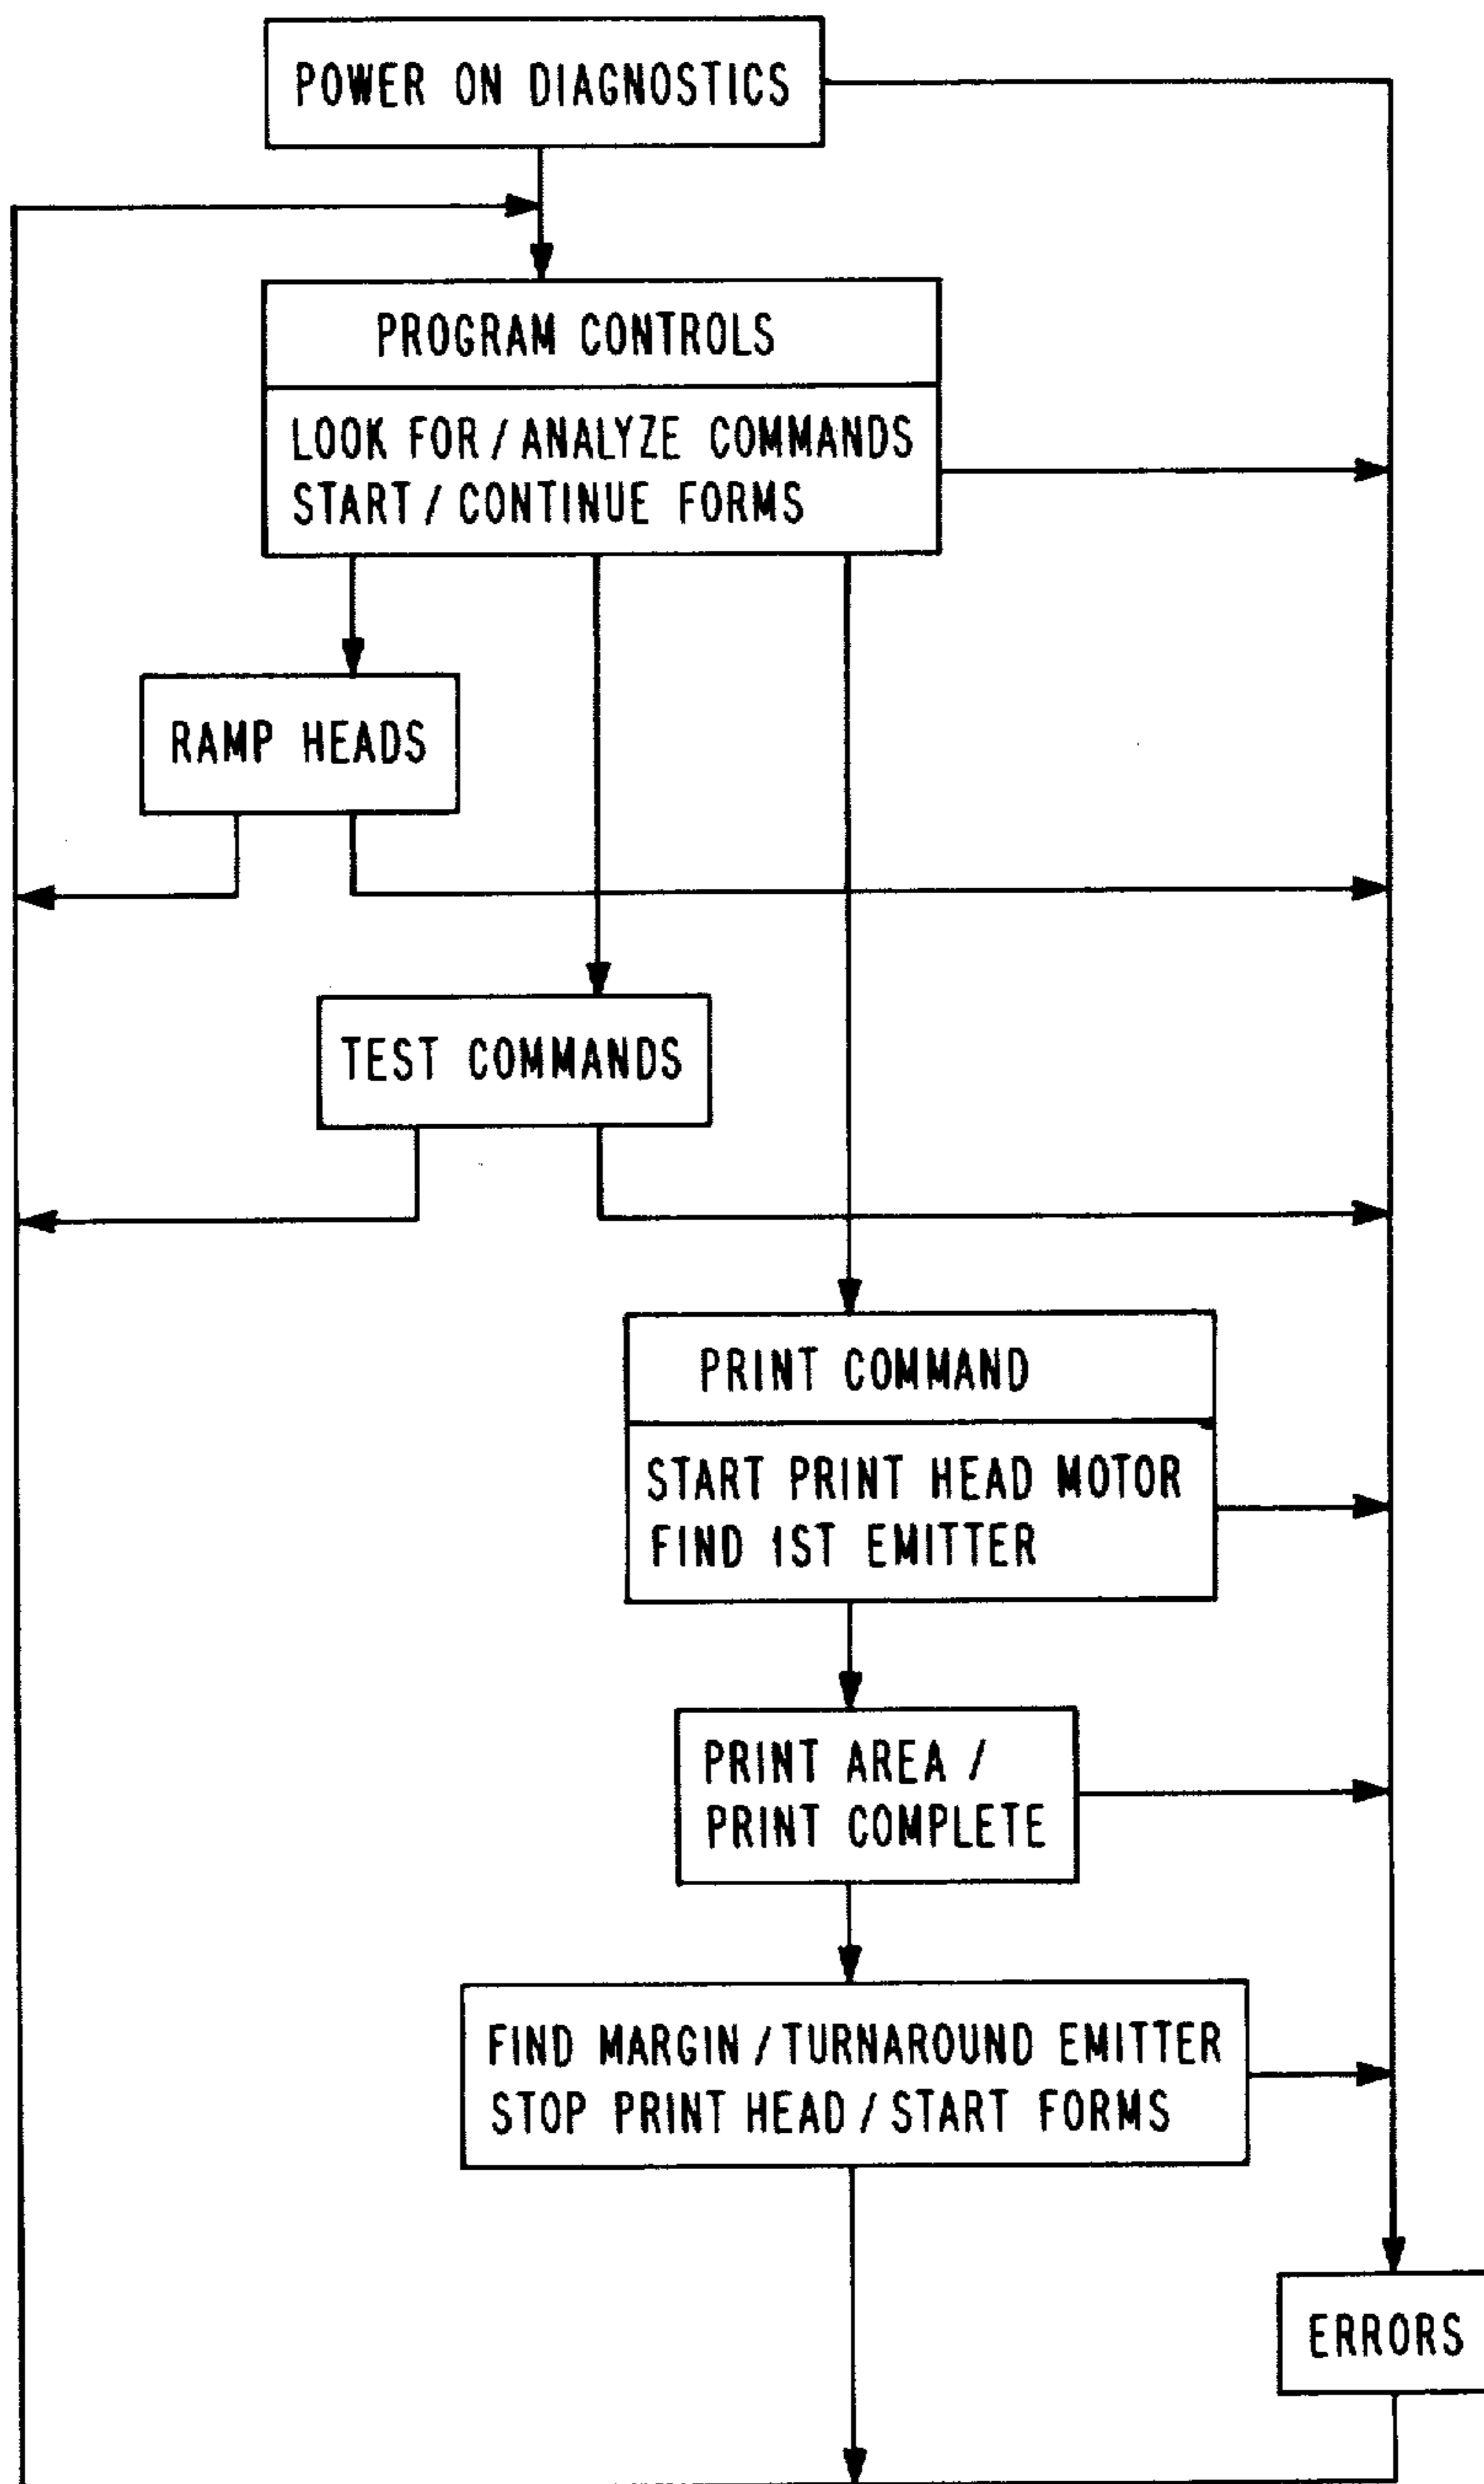 POWER ON DIAGNOSTICS
PROGRAM CONTROLS
LOOK FOR / ANALYZE COMMANDS
START / CONTINUE FORMS
RAMP HEADS
TEST COMMANDS
PRINT COMMAND
START PRINT HEAD MOTOR
FIND 1ST EMITTER
PRINT AREA /
PRINT COMPLETE
FIND MARGIN / TURNAROUND EMITTER
STOP PRINT HEAD / START FORMS
ERRORS